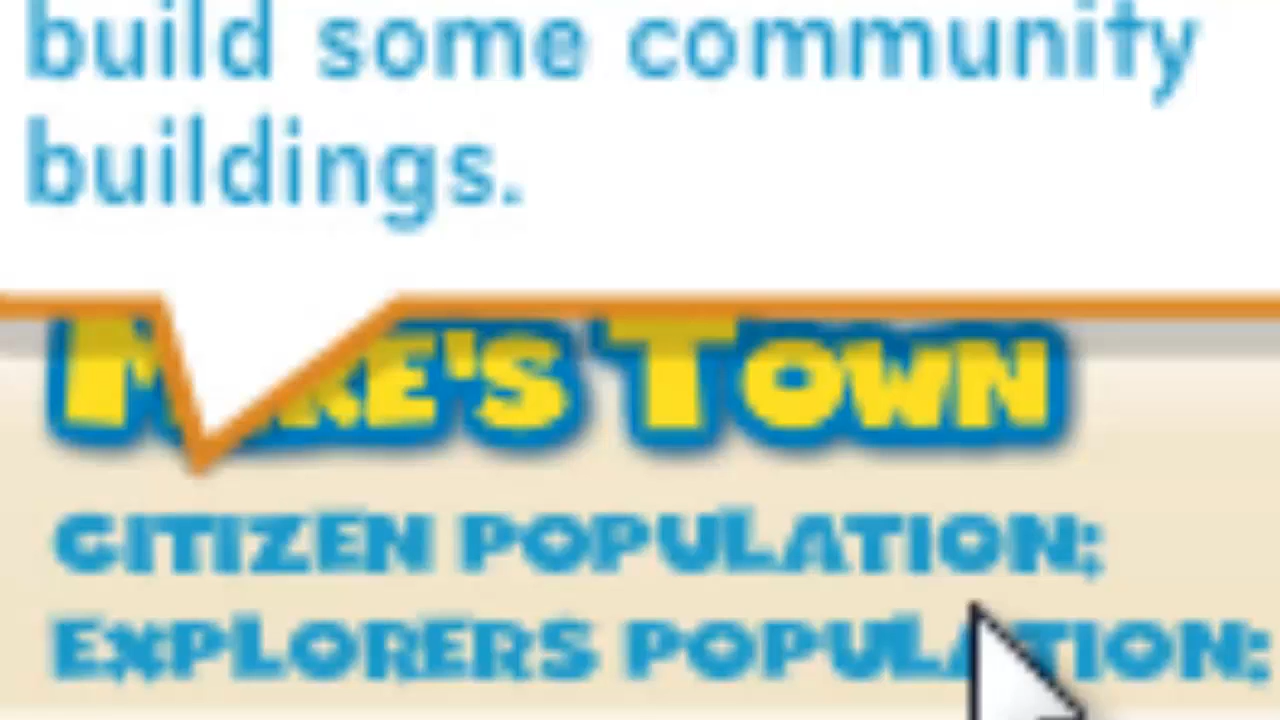 build some community
buildings.
Town
CITIZEN POPULATION:
EXPLORERS POPULATION: